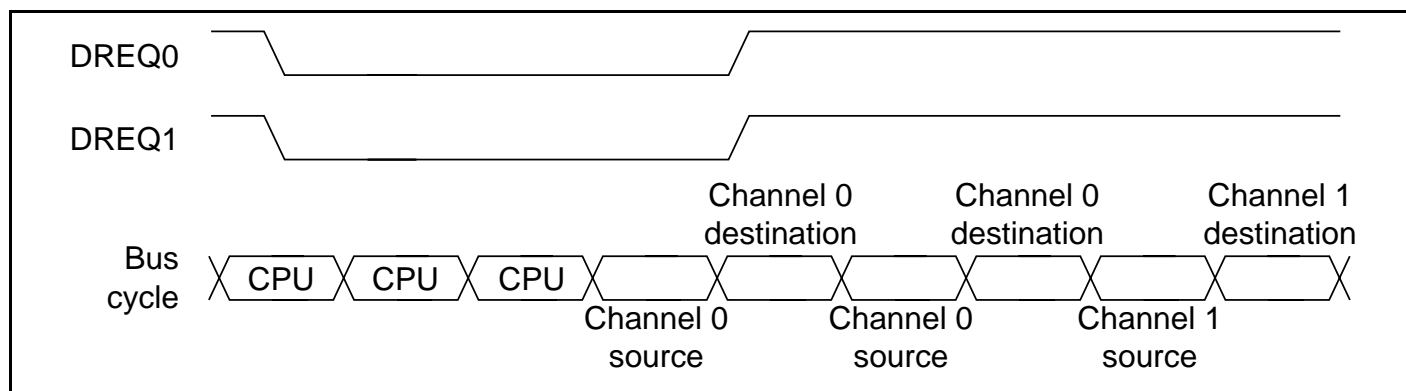 DREQ0
DREQ1
Channel 0 Channel 0 Channel 1
destination destination destination
Bus
cycle
CPU CPU CPU
Channel 0 Channel 0 Channel 1
source source source